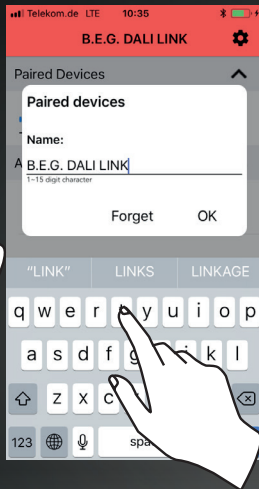 Telekom.de LTE 10:35
B.E.G. DALI LINK
Paired Devices
Paired devices
Name:
B.E.G. DALI LINK
1-15 digit character
Forget OK
"LINK" LINKS LINKAGE
q w e r y u i o p
a s d f g k l
z x c
123